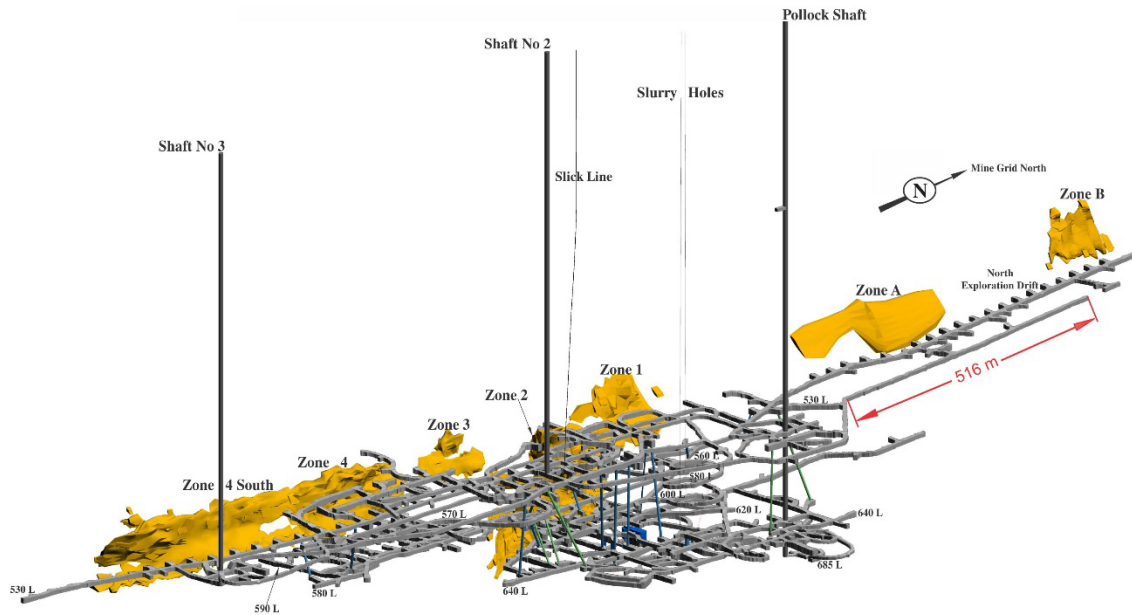 Pollock Shaft
Shaft No 2
Slurry Holes
Shaft No 3
Slick Line
N
Mine Grid North
Zone B
North
Exploration Drift
Zone A
516 m
Zone 1
Zone 2
530 L
Zone 3
560 L
Zone 4
580 L
Zone 4 South
600 L
570 L
620 L
640 L
530 L
590 L
580 L
640 L
685 L